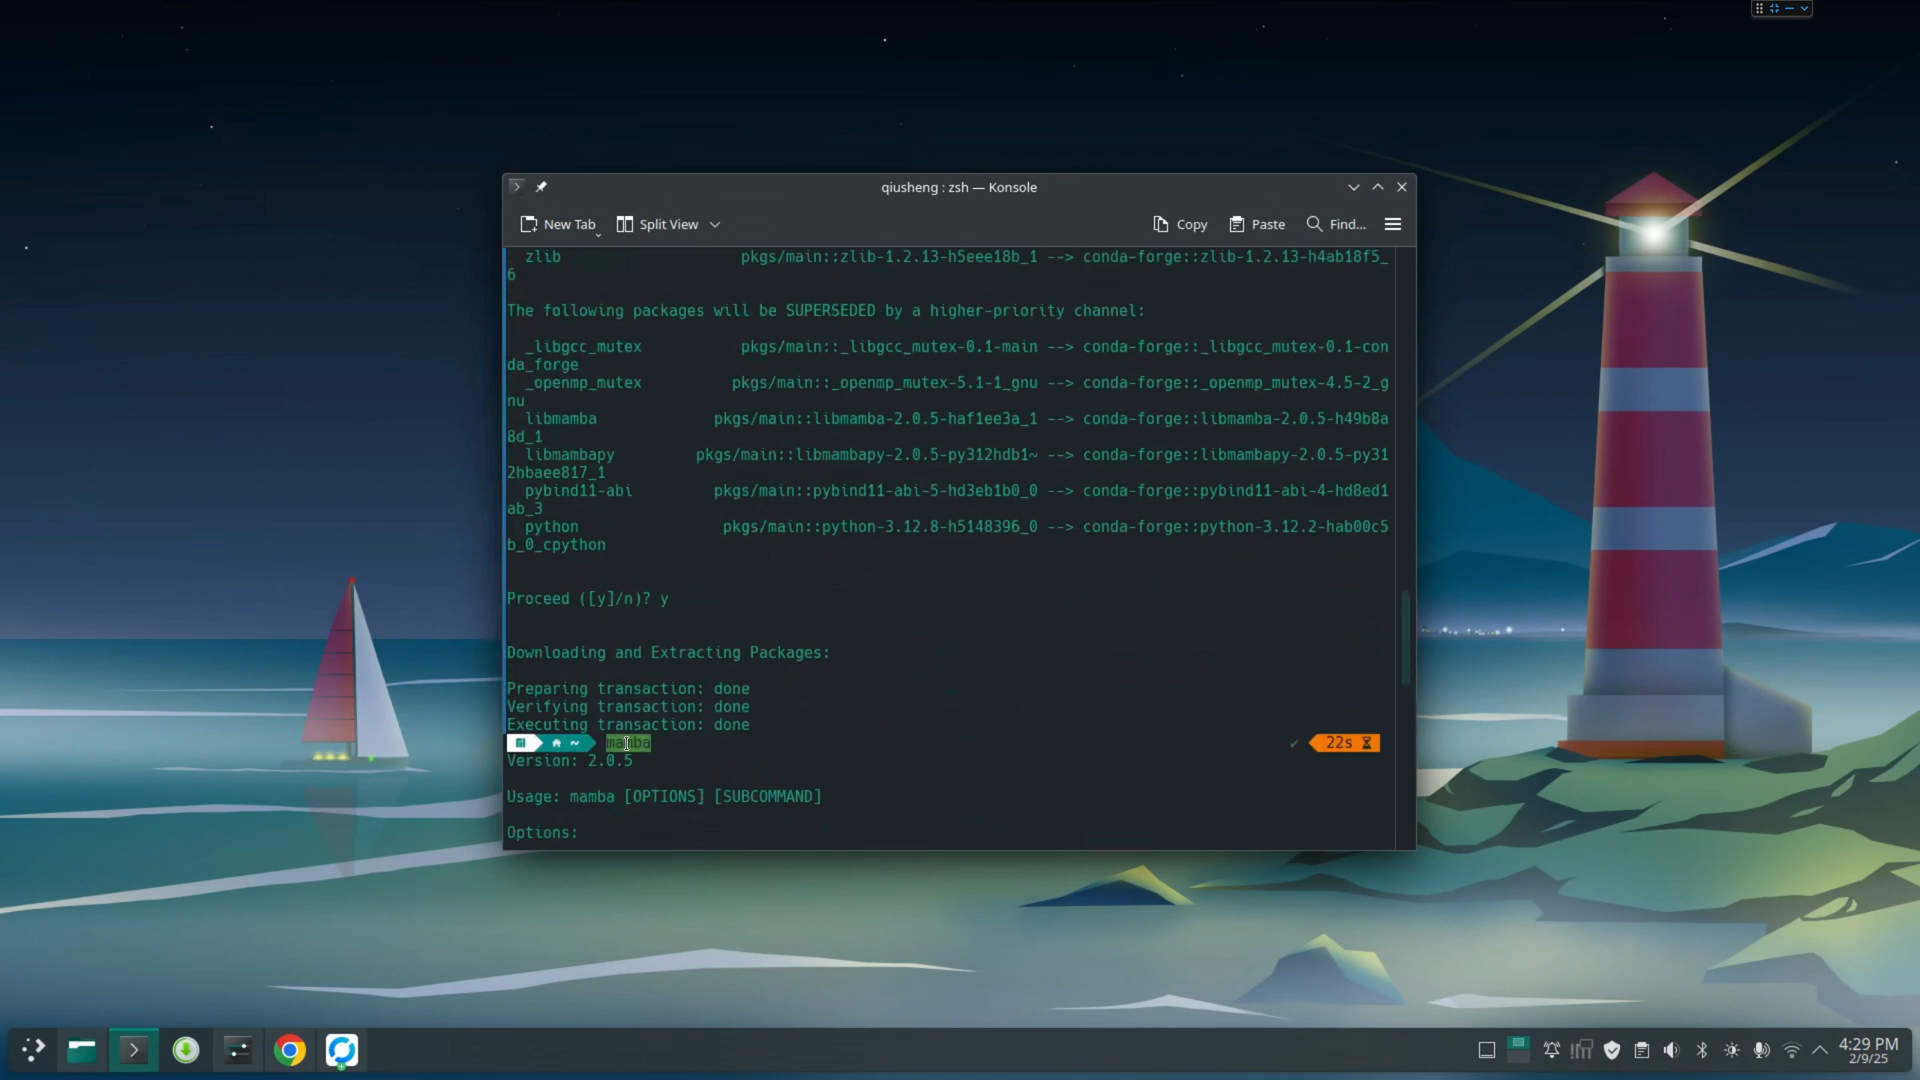 qiusheng : zsh — Konsole
New Tab Split View Copy Paste Find...
zlib pkgs/main::zlib-1.2.13-h5eee18b_1 --> conda-forge::zlib-1.2.13-h4ab18f5_
6
The following packages will be SUPERSEDED by a higher-priority channel:
_libgcc_mutex pkgs/main::_libgcc_mutex-0.1-main --> conda-forge::_libgcc_mutex-0.1-con
da_forge
_openmp_mutex pkgs/main::_openmp_mutex-5.1-1_gnu --> conda-forge::_openmp_mutex-4.5-2_g
nu
libmamba pkgs/main::libmamba-2.0.5-haf1ee3a_1 --> conda-forge::libmamba-2.0.5-h49b8a
8d_1
libmambapy pkgs/main::libmambapy-2.0.5-py312hdb1~ --> conda-forge::libmambapy-2.0.5-py31
2hbaee817_1
pybind11-abi pkgs/main::pybind11-abi-5-hd3eb1b0_0 --> conda-forge::pybind11-abi-4-hd8ed1
ab_3
python pkgs/main::python-3.12.8-h5148396_0 --> conda-forge::python-3.12.2-hab00c5
b_0_cpython
Proceed ([y]/n)? y
Downloading and Extracting Packages:
Preparing transaction: done
Verifying transaction: done
Executing transaction: done
~ mamba ✓ 22s
Version: 2.0.5
Usage: mamba [OPTIONS] [SUBCOMMAND]
Options:
4:29 PM
2/9/25